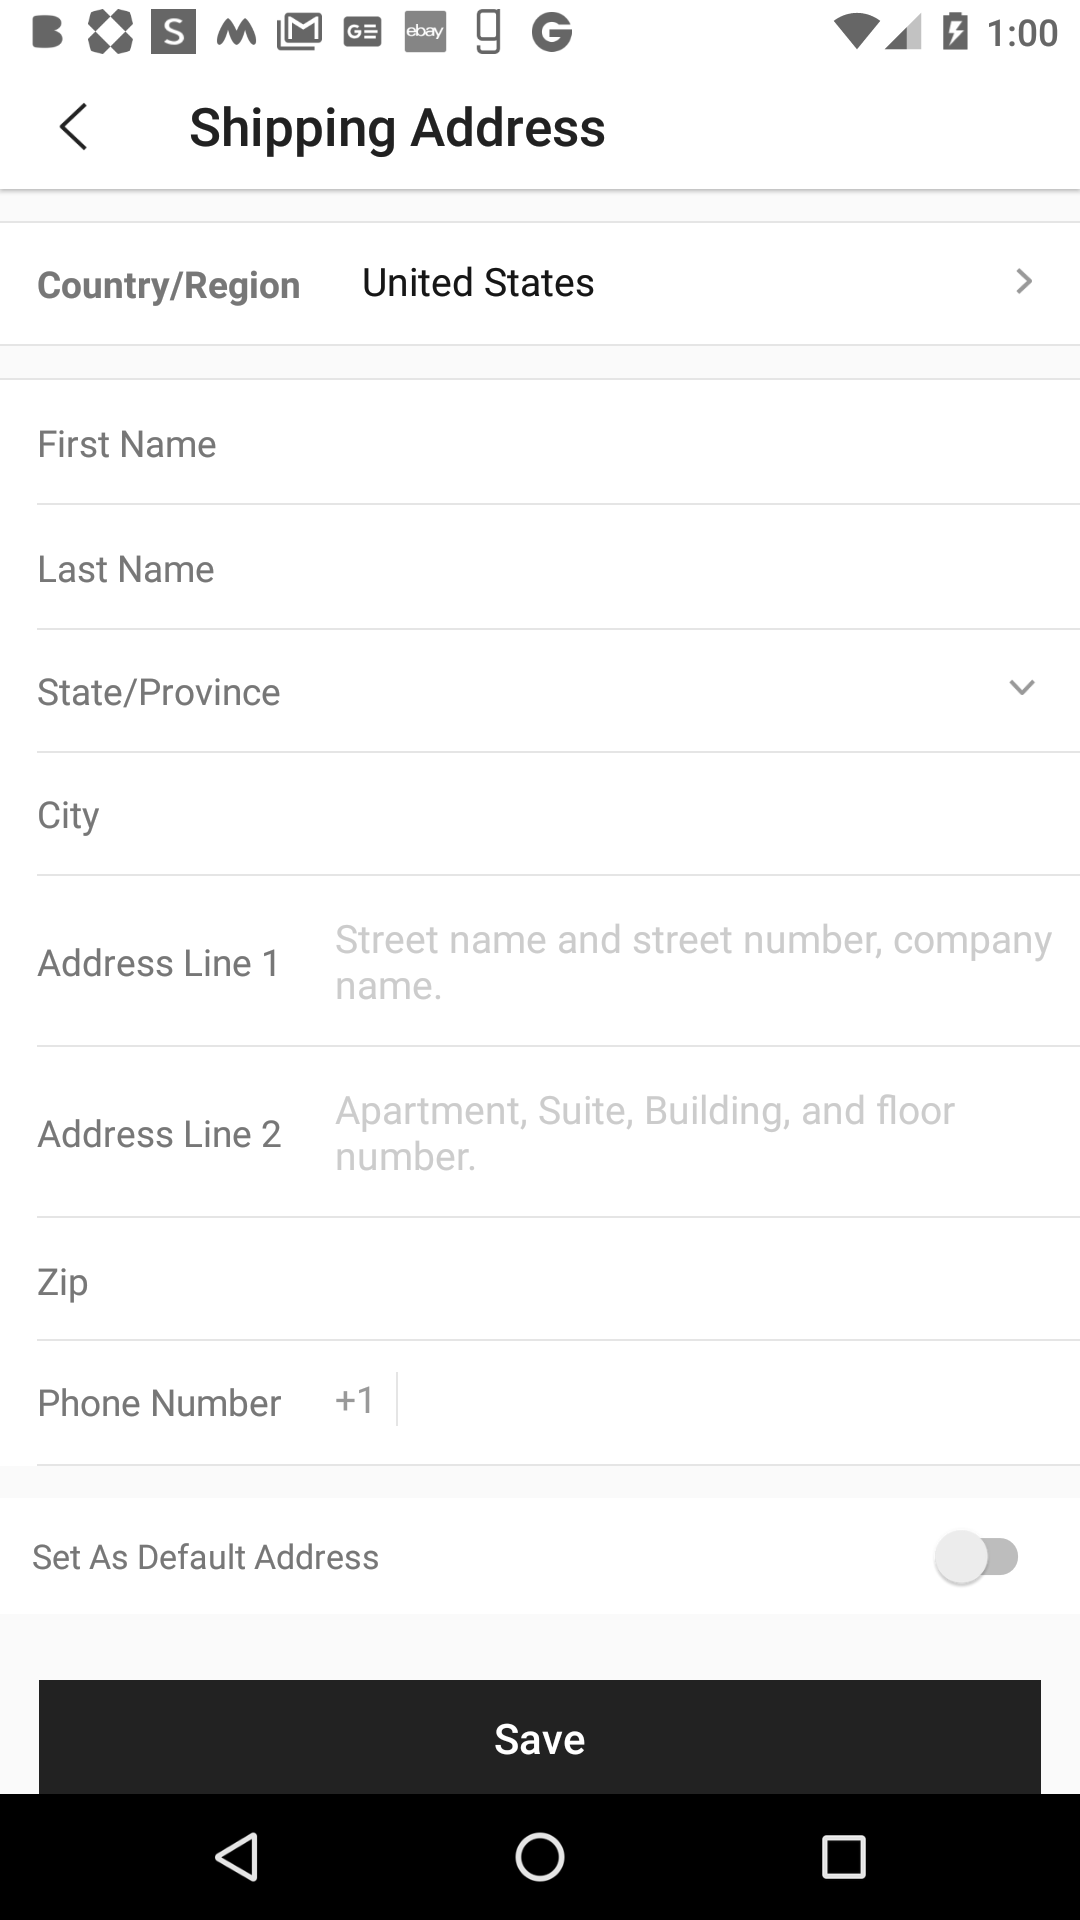 1:00
Shipping Address
Country/Region United States
First Name
Last Name
State/Province
City
Address Line 1 Street name and street number, company
name.
Address Line 2 Apartment, Suite, Building, and floor
number.
Zip
Phone Number +1
Set As Default Address
Save